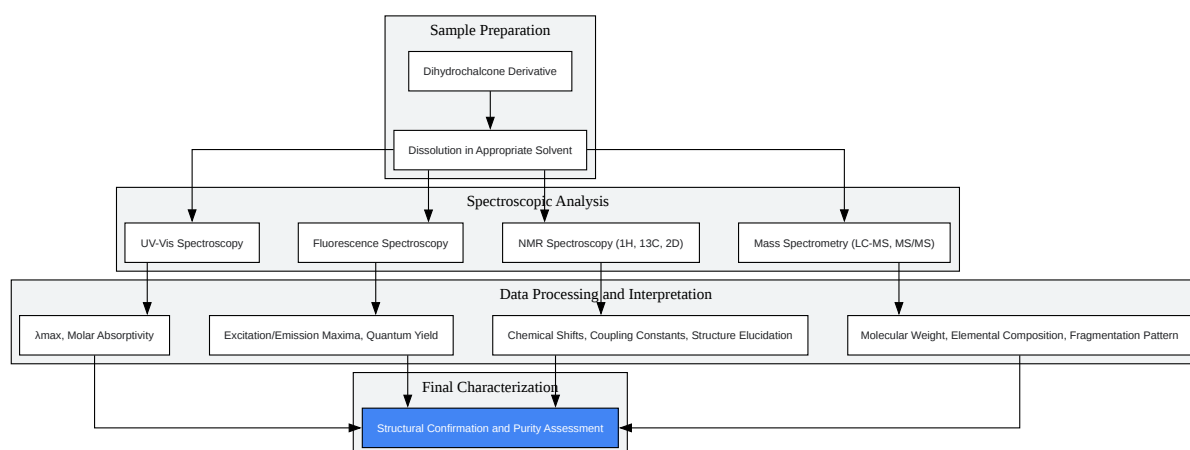 Sample Preparation
Dihydrochalcone Derivative
Dissolution in Appropriate Solvent
Spectroscopic Analysis
UV-Vis Spectroscopy
Fluorescence Spectroscopy
NMR Spectroscopy (1H, 13C, 2D)
Mass Spectrometry (LC-MS, MS/MS)
Data Processing and Interpretation
λmax, Molar Absorptivity
Excitation/Emission Maxima, Quantum Yield
Chemical Shifts, Coupling Constants, Structure Elucidation
Molecular Weight, Elemental Composition, Fragmentation Pattern
Final Characterization
Structural Confirmation and Purity Assessment